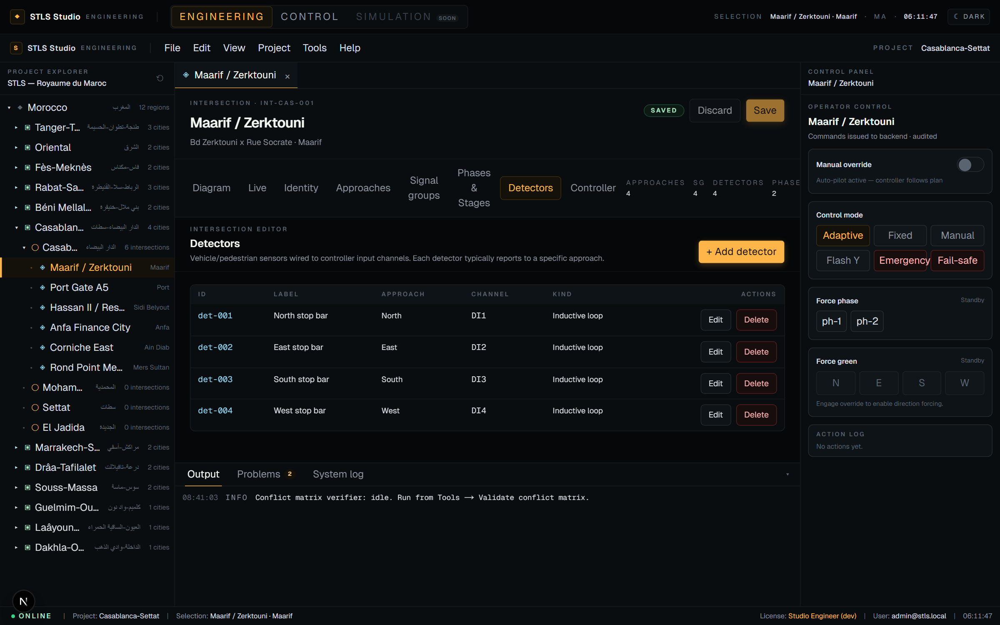 STLS Studio ENGINEERING ENGINEERING CONTROL SIMULATION SOON SELECTION Maarif / Zerktouni · Maarif · MA · 06:11:47 ☾ DARK
S STLS Studio ENGINEERING File Edit View Project Tools Help PROJECT Casablanca-Settat
PROJECT EXPLORER
STLS — Royaume du Maroc
Morocco المغرب 12 regions
Tanger-T... طنجة-تطوان-الحسيمة 3 cities
Oriental الشرق 2 cities
Fès-Meknès فاس-مكناس 2 cities
Rabat-Sa... الرباط-سلا-القنيطرة 3 cities
Béni Mellal... بني ملال-خنيفرة 2 cities
Casablan... الدار البيضاء-سطات 4 cities
Casab... الدار البيضاء 6 intersections
Maarif / Zerktouni Maarif
Port Gate A5 Port
Hassan II / Res... Sidi Belyout
Anfa Finance City Anfa
Corniche East Ain Diab
Rond Point Me... Mers Sultan
Moham... المحمدية 0 intersections
Settat سطات 0 intersections
El Jadida الجديدة 0 intersections
Marrakech-S... مراكش-آسفي 2 cities
Drâa-Tafilalet درعة-تافيلالت 2 cities
Souss-Massa سوس-ماسة 2 cities
Guelmim-Ou... كلميم-واد نون 1 cities
Laâyoun... العيون-الساقية الحمراء 1 cities
Dakhla-O... الداخلة-وادي الذهب 1 cities
N
Maarif / Zerktouni ×
INTERSECTION · INT-CAS-001
Maarif / Zerktouni
Bd Zerktouni x Rue Socrate · Maarif
SAVED Discard Save
Diagram Live Identity Approaches Signal groups Phases & Stages Detectors Controller
APPROACHES SG DETECTORS PHASE
4 4 4 2
INTERSECTION EDITOR
Detectors
Vehicle/pedestrian sensors wired to controller input channels. Each detector typically reports to a specific approach.
+ Add detector
ID LABEL APPROACH CHANNEL KIND ACTIONS
det-001 North stop bar North DI1 Inductive loop Edit Delete
det-002 East stop bar East DI2 Inductive loop Edit Delete
det-003 South stop bar South DI3 Inductive loop Edit Delete
det-004 West stop bar West DI4 Inductive loop Edit Delete
Output Problems 2 System log
08:41:03 INFO Conflict matrix verifier: idle. Run from Tools → Validate conflict matrix.
CONTROL PANEL
Maarif / Zerktouni
OPERATOR CONTROL
Maarif / Zerktouni
Commands issued to backend · audited
Manual override
Auto-pilot active — controller follows plan
Control mode
Adaptive Fixed Manual
Flash Y Emergency Fail-safe
Force phase Standby
ph-1 ph-2
Force green Standby
N E S W
Engage override to enable direction forcing.
ACTION LOG
No actions yet.
ONLINE | Project: Casablanca-Settat | Selection: Maarif / Zerktouni · Maarif License: Studio Engineer (dev) | User: admin@stls.local | 06:11:47